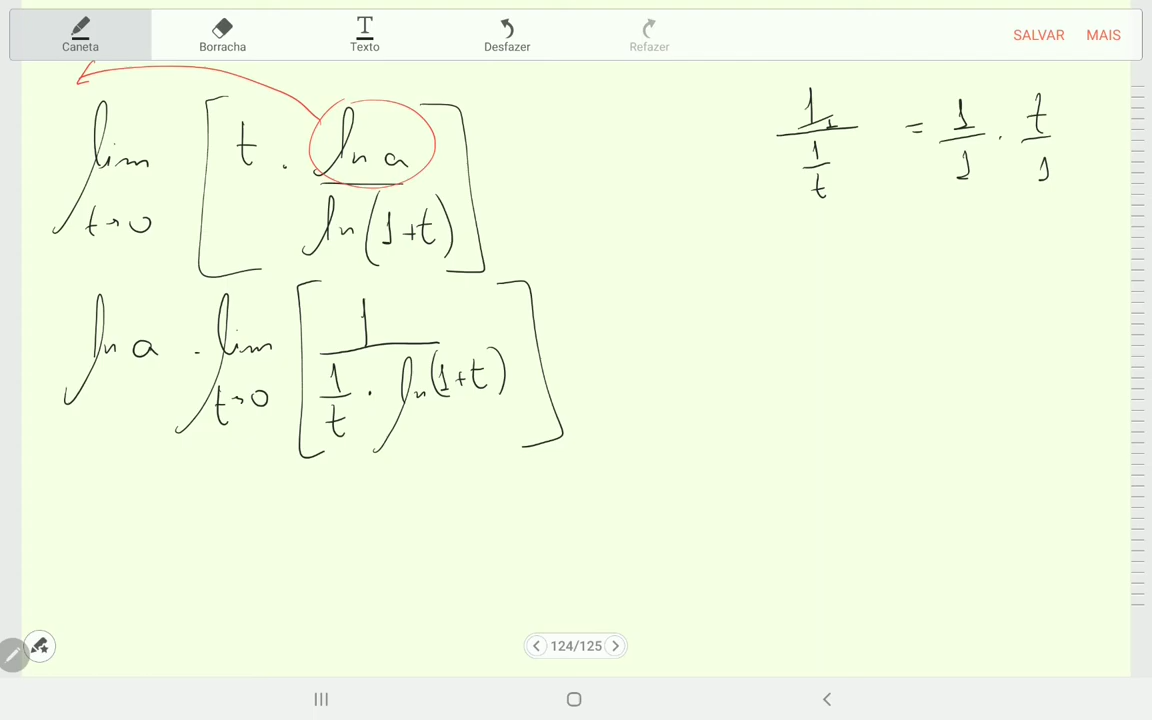 Caneta Borracha Texto Desfazer Refazer SALVAR MAIS
lim t→0 [ t · ln a / ln(1+t) ]
1/1 / 1/t = 1/1 · t/1
ln a · lim t→0 [ 1 / 1/t · ln(1+t) ]
124/125